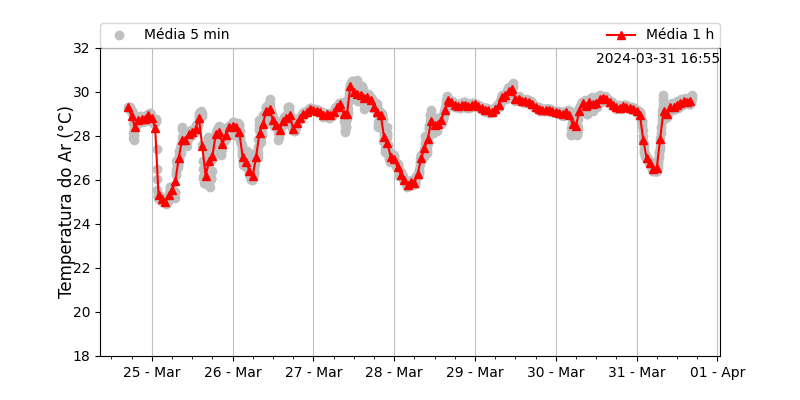 Média 5 min
Média 1 h
2024-03-31 16:55
Temperatura do Ar (°C)
32
30
28
26
24
22
20
18
25 - Mar
26 - Mar
27 - Mar
28 - Mar
29 - Mar
30 - Mar
31 - Mar
01 - Apr